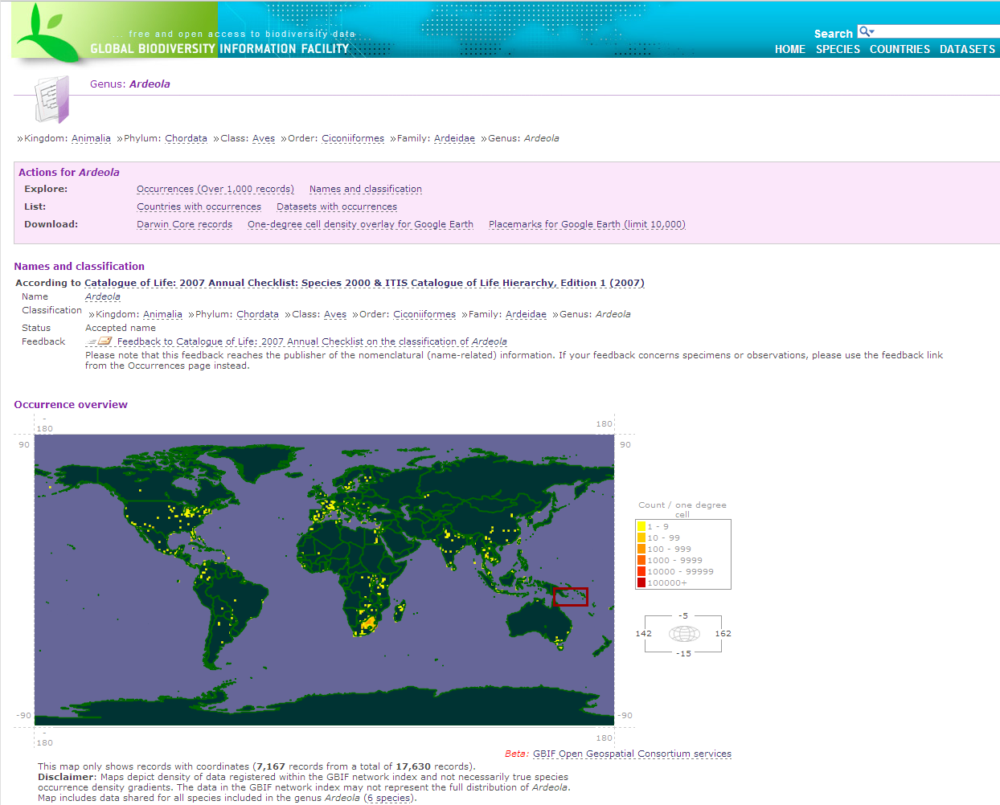 ... free and open access to biodiversity data
GLOBAL BIODIVERSITY INFORMATION FACILITY
Search
HOME SPECIES COUNTRIES DATASETS
Genus: Ardeola
»Kingdom: Animalia »Phylum: Chordata »Class: Aves »Order: Ciconiiformes »Family: Ardeidae »Genus: Ardeola
Actions for Ardeola
Explore: Occurrences (Over 1,000 records) Names and classification
List: Countries with occurrences Datasets with occurrences
Download: Darwin Core records One-degree cell density overlay for Google Earth Placemarks for Google Earth (limit 10,000)
Names and classification
According to Catalogue of Life: 2007 Annual Checklist: Species 2000 & ITIS Catalogue of Life Hierarchy, Edition 1 (2007)
Name Ardeola
Classification »Kingdom: Animalia »Phylum: Chordata »Class: Aves »Order: Ciconiiformes »Family: Ardeidae »Genus: Ardeola
Status Accepted name
Feedback Feedback to Catalogue of Life: 2007 Annual Checklist on the classification of Ardeola
Please note that this feedback reaches the publisher of the nomenclatural (name-related) information. If your feedback concerns specimens or observations, please use the feedback link
from the Occurrences page instead.
Occurrence overview
-
180 180
90 90
Count / one degree
cell
1 - 9
10 - 99
100 - 999
1000 - 9999
10000 - 99999
100000+
-5
142 162
-15
-90 -90
-
180 180
Beta: GBIF Open Geospatial Consortium services
This map only shows records with coordinates (7,167 records from a total of 17,630 records).
Disclaimer: Maps depict density of data registered within the GBIF network index and not necessarily true species
occurrence density gradients. The data in the GBIF network index may not represent the full distribution of Ardeola.
Map includes data shared for all species included in the genus Ardeola (6 species).